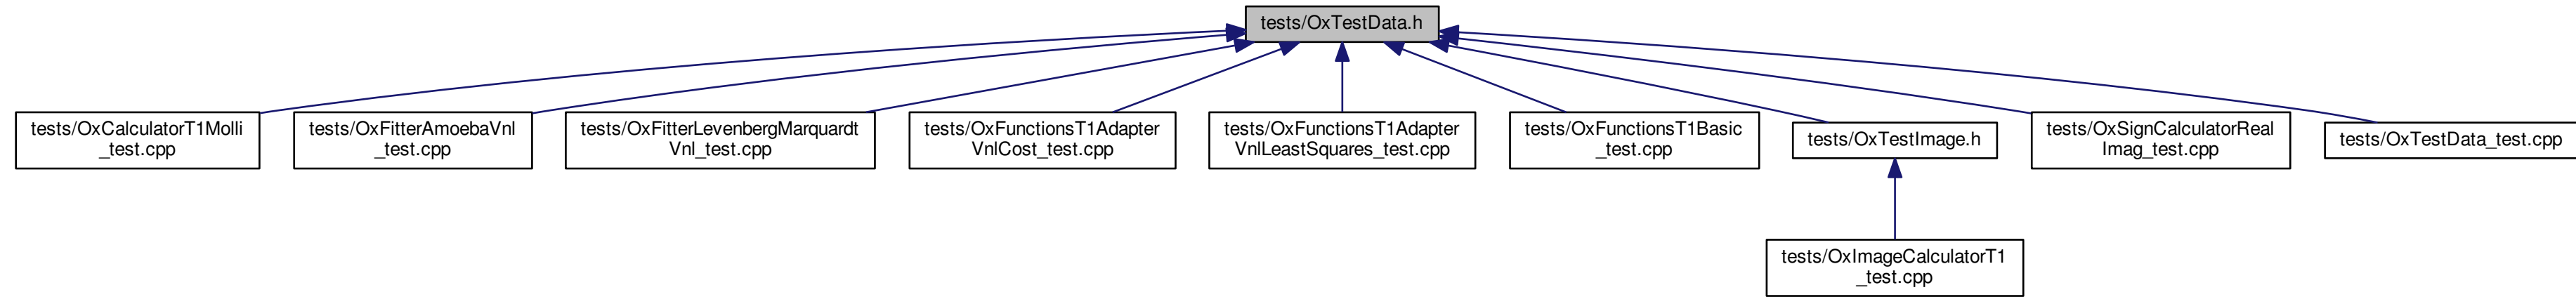 tests/OxTestData.h
tests/OxCalculatorT1Molli
_test.cpp
tests/OxFitterAmoebaVnl
_test.cpp
tests/OxFitterLevenbergMarquardt
Vnl_test.cpp
tests/OxFunctionsT1Adapter
VnlCost_test.cpp
tests/OxFunctionsT1Adapter
VnlLeastSquares_test.cpp
tests/OxFunctionsT1Basic
_test.cpp
tests/OxTestImage.h
tests/OxSignCalculatorReal
Imag_test.cpp
tests/OxTestData_test.cpp
tests/OxImageCalculatorT1
_test.cpp